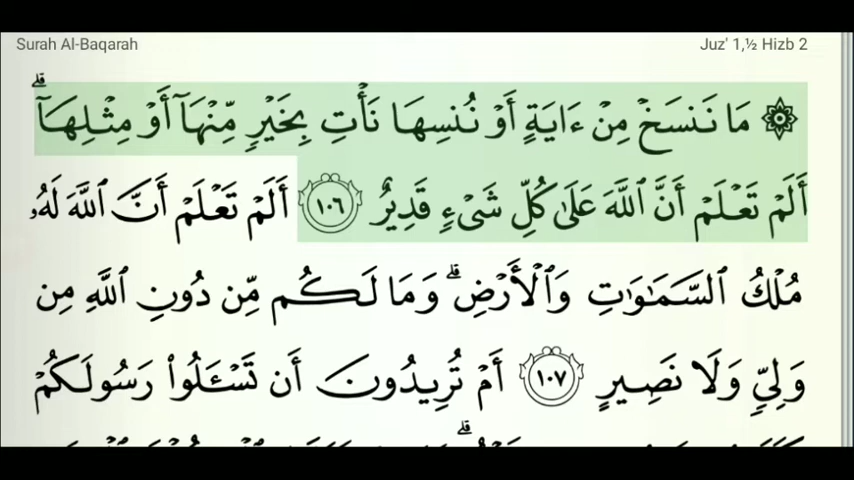 Surah Al-Baqarah
Juz' 1,½ Hizb 2
۞ مَا نَنسَخْ مِنْ ءَايَةٍ أَوْ نُنسِهَا نَأْتِ بِخَيْرٍ مِّنْهَآ أَوْ مِثْلِهَآ ۗ
أَلَمْ تَعْلَمْ أَنَّ ٱللَّهَ عَلَىٰ كُلِّ شَىْءٍ قَدِيرٌ ١٠٦ أَلَمْ تَعْلَمْ أَنَّ ٱللَّهَ لَهُۥ
مُلْكُ ٱلسَّمَـٰوَٰتِ وَٱلْأَرْضِ ۗ وَمَا لَكُم مِّن دُونِ ٱللَّهِ مِن
وَلِىٍّ وَلَا نَصِيرٍ ١٠٧ أَمْ تُرِيدُونَ أَن تَسْـَٔلُوا۟ رَسُولَكُمْ